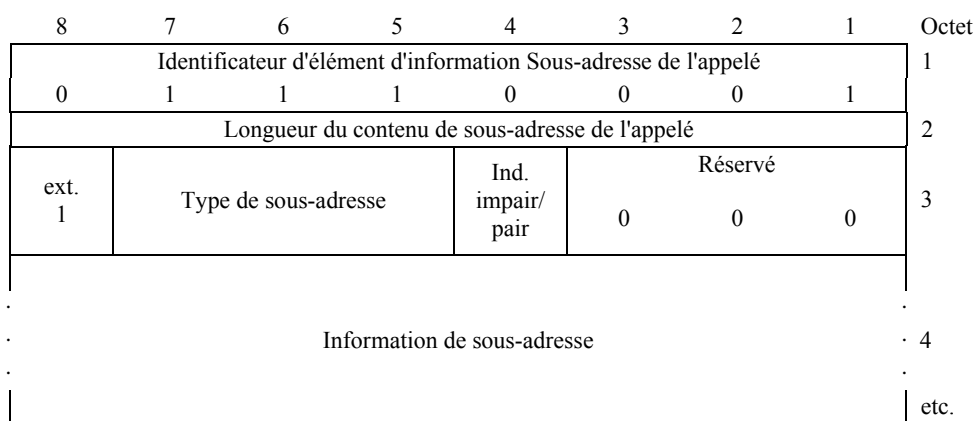 8 7 6 5 4 3 2 1 Octet
Identificateur d'élément d'information Sous-adresse de l'appelé 1
0 1 1 1 0 0 0 1
Longueur du contenu de sous-adresse de l'appelé 2
ext.
1
Type de sous-adresse
Ind.
impair/
pair
Réservé
0 0 0
3
Information de sous-adresse 4
etc.